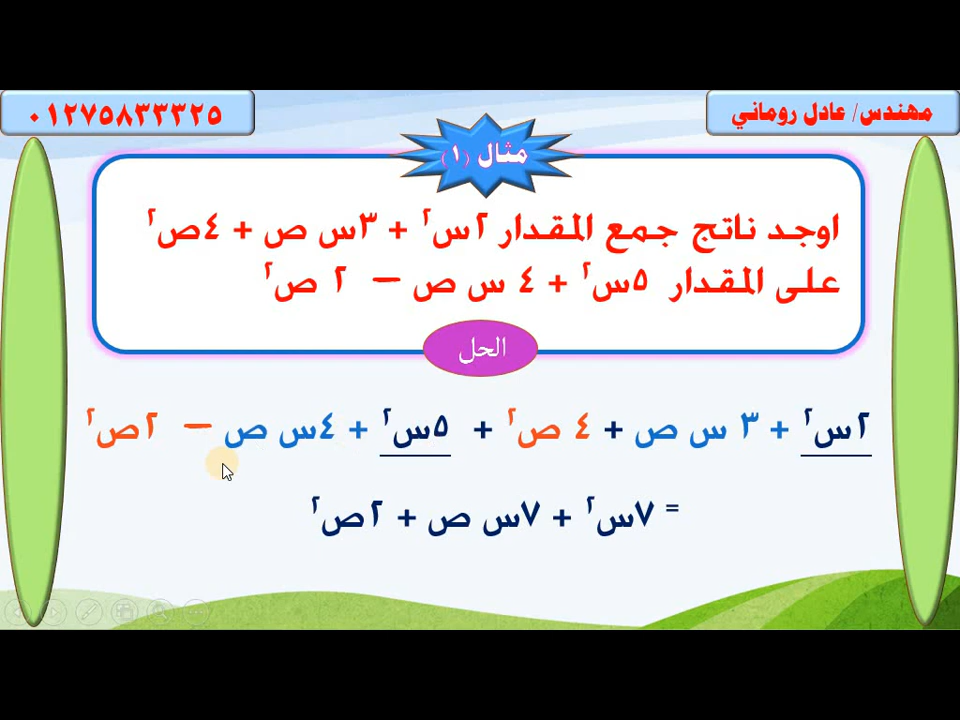 مهندس/ عادل روماني
٠١٢٧٥٨٣٣٣٢٥
مثال (١)
اوجد ناتج جمع المقدار ٢س٢ + ٣س ص + ٤ص٢
على المقدار ٥س٢ + ٤ س ص – ٢ ص٢
الحل
٢س٢ + ٣ س ص + ٤ ص٢ + ٥س٢ + ٤س ص – ٢ص٢
= ٧س٢ + ٧س ص + ٢ص٢